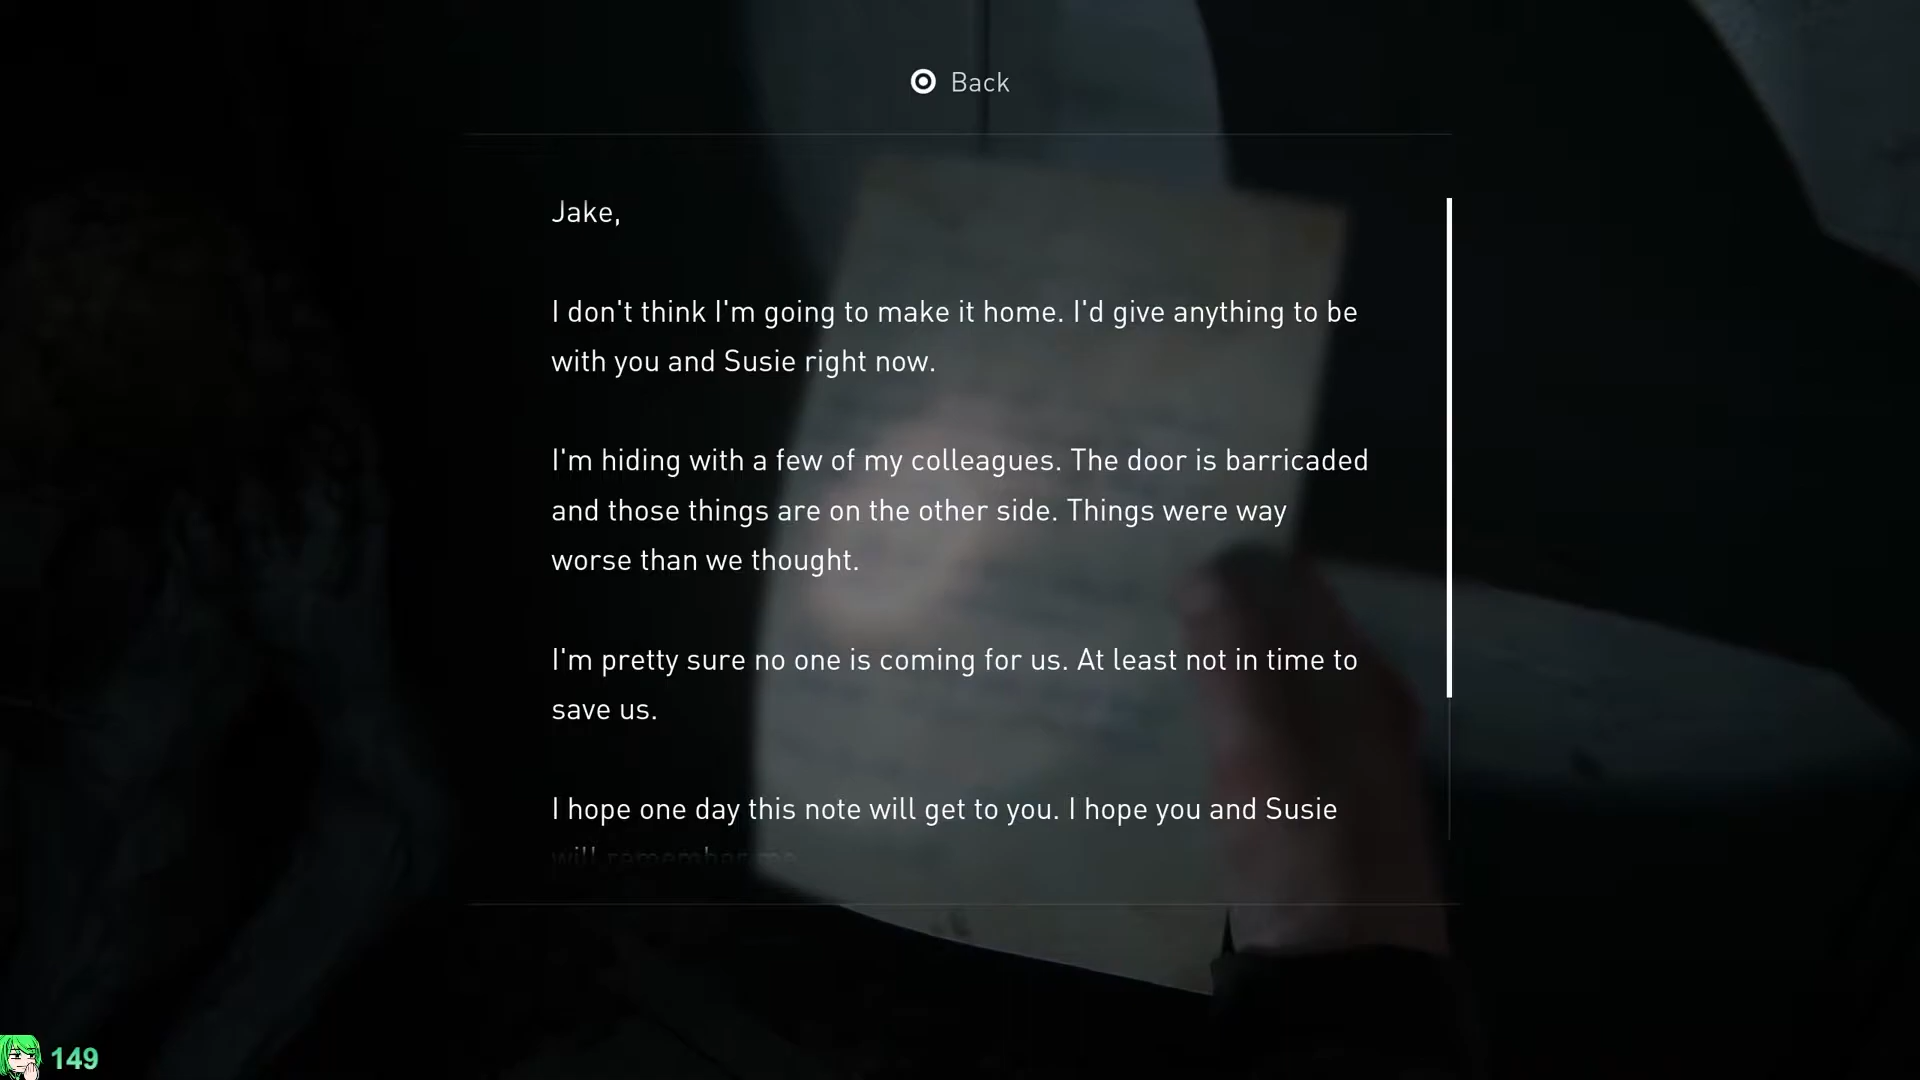 Back
Jake,
I don't think I'm going to make it home. I'd give anything to be
with you and Susie right now.
I'm hiding with a few of my colleagues. The door is barricaded
and those things are on the other side. Things were way
worse than we thought.
I'm pretty sure no one is coming for us. At least not in time to
save us.
I hope one day this note will get to you. I hope you and Susie
will remember me
149